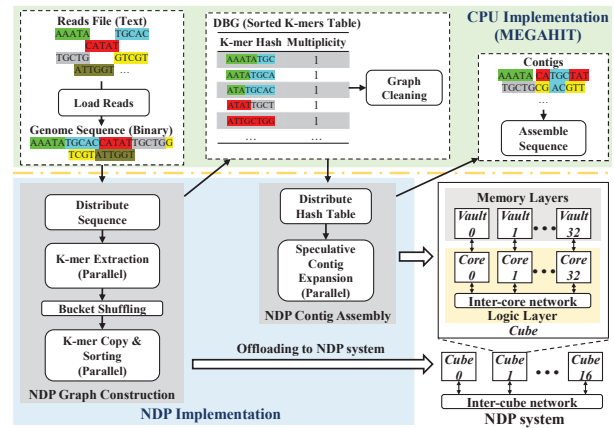 Reads File (Text)
AAATA TGCAC
CATAT
TGCTG GTCGT
ATTGGT ...
Load Reads
Genome Sequence (Binary)
AAATATGCACCATATTGCTGG
TCGTATTGGT
DBG (Sorted K-mers Table)
K-mer Hash Multiplicity
AAATATGC 1
AATATGCA 1
ATATGCAC 1
ATATTGCT 1
ATTGCTGG 1
... ...
Graph
Cleaning
CPU Implementation
(MEGAHIT)
Contigs
AAATA CATGCTAT
TGCTGCG ACGTT
...
Assemble
Sequence
Distribute
Sequence
K-mer Extraction
(Parallel)
Bucket Shuffling
K-mer Copy &
Sorting
(Parallel)
NDP Graph Construction
Distribute
Hash Table
Speculative
Contig
Expansion
(Parallel)
NDP Contig Assembly
Offloading to NDP system
NDP Implementation
Memory Layers
Vault 0
Vault 1
...
Vault 32
Core 0
Core 1
...
Core 32
Inter-core network
Logic Layer
Cube
Cube 0
Cube 1
...
Cube 16
Inter-cube network
NDP system